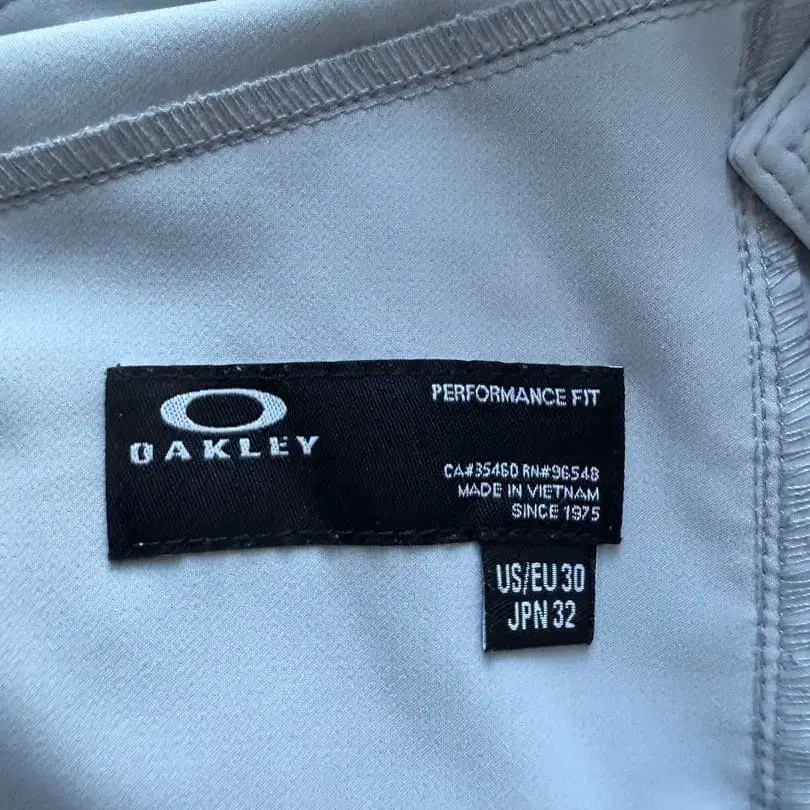 OAKLEY
PERFORMANCE FIT
CA#35460 RN#96548
MADE IN VIETNAM
SINCE 1975
US/EU 30
JPN 32